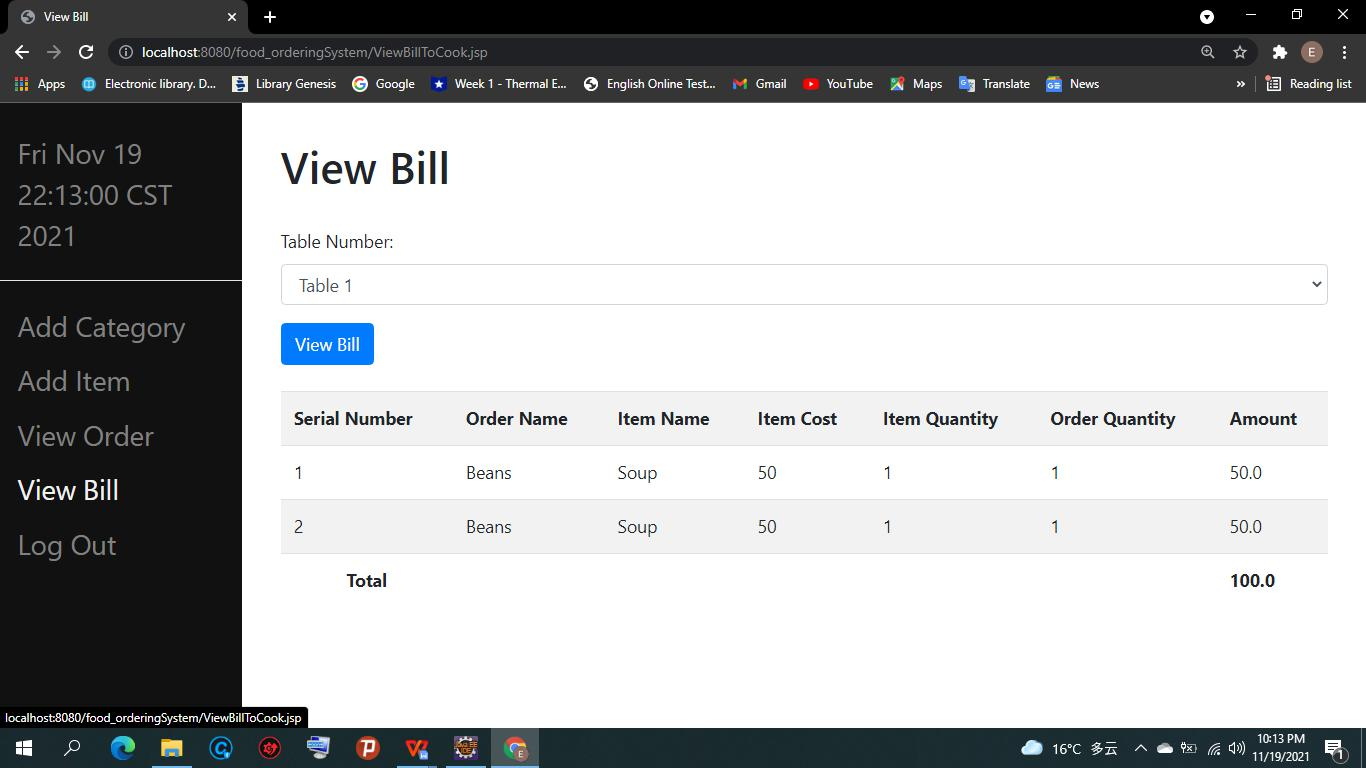 View Bill
localhost:8080/food_orderingSystem/ViewBillToCook.jsp
E
Apps
Electronic library. D...
Library Genesis
Google
Week 1 - Thermal E...
English Online Test...
Gmail
YouTube
Maps
Translate
News
»
Reading list
Fri Nov 19
22:13:00 CST
2021
Add Category
Add Item
View Order
View Bill
Log Out
View Bill
Table Number:
Table 1
View Bill
Serial Number Order Name Item Name Item Cost Item Quantity Order Quantity Amount
1 Beans Soup 50 1 1 50.0
2 Beans Soup 50 1 1 50.0
Total 100.0
localhost:8080/food_orderingSystem/ViewBillToCook.jsp
16°C 多云
10:13 PM
11/19/2021
1